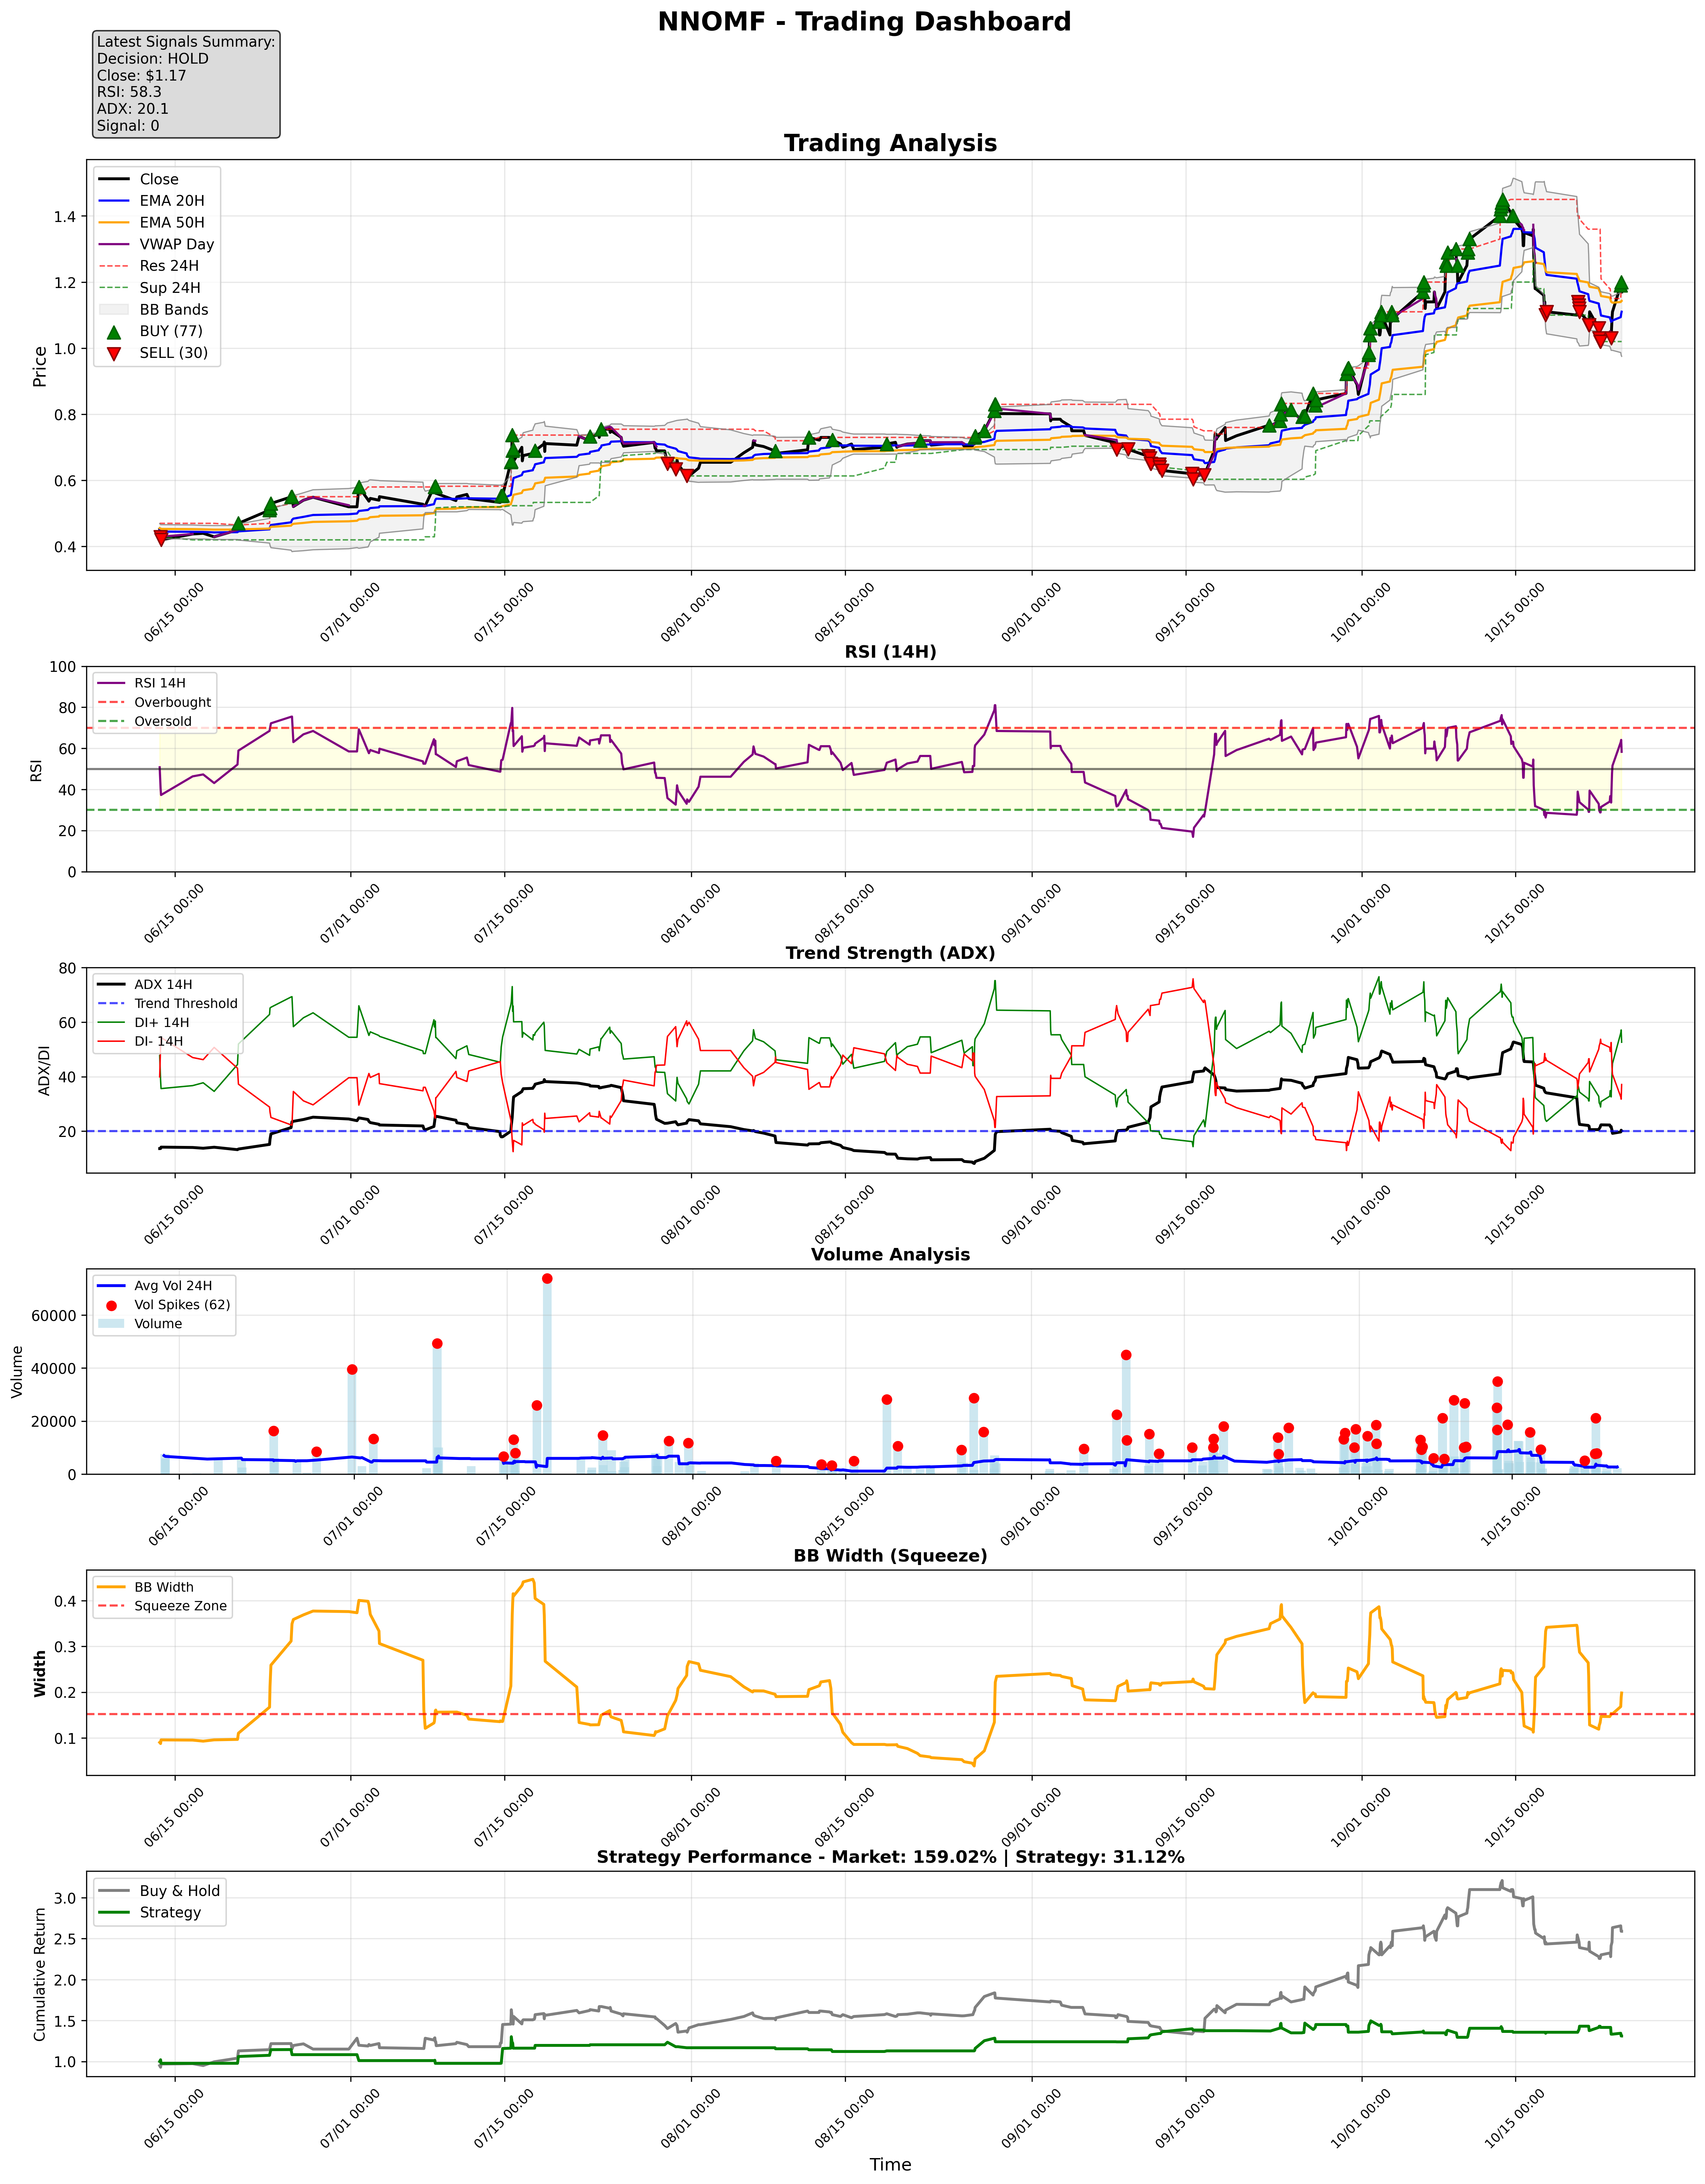 NNOMF - Trading Dashboard
Latest Signals Summary:
Decision: HOLD
Close: $1.17
RSI: 58.3
ADX: 20.1
Signal: 0
Trading Analysis
Close
EMA 20H
EMA 50H
VWAP Day
Res 24H
Sup 24H
BB Bands
BUY (77)
SELL (30)
Price
1.4
1.2
1.0
0.8
0.6
0.4
06/15 00:00
07/01 00:00
07/15 00:00
08/01 00:00
08/15 00:00
09/01 00:00
09/15 00:00
10/01 00:00
10/15 00:00
RSI (14H)
RSI 14H
Overbought
Oversold
RSI
100
80
60
40
20
0
06/15 00:00
07/01 00:00
07/15 00:00
08/01 00:00
08/15 00:00
09/01 00:00
09/15 00:00
10/01 00:00
10/15 00:00
Trend Strength (ADX)
ADX 14H
Trend Threshold
DI+ 14H
DI- 14H
ADX/DI
80
60
40
20
06/15 00:00
07/01 00:00
07/15 00:00
08/01 00:00
08/15 00:00
09/01 00:00
09/15 00:00
10/01 00:00
10/15 00:00
Volume Analysis
Avg Vol 24H
Vol Spikes (62)
Volume
Volume
60000
40000
20000
0
06/15 00:00
07/01 00:00
07/15 00:00
08/01 00:00
08/15 00:00
09/01 00:00
09/15 00:00
10/01 00:00
10/15 00:00
BB Width (Squeeze)
BB Width
Squeeze Zone
Width
0.4
0.3
0.2
0.1
06/15 00:00
07/01 00:00
07/15 00:00
08/01 00:00
08/15 00:00
09/01 00:00
09/15 00:00
10/01 00:00
10/15 00:00
Strategy Performance - Market: 159.02% | Strategy: 31.12%
Buy & Hold
Strategy
Cumulative Return
3.0
2.5
2.0
1.5
1.0
06/15 00:00
07/01 00:00
07/15 00:00
08/01 00:00
08/15 00:00
09/01 00:00
09/15 00:00
10/01 00:00
10/15 00:00
Time